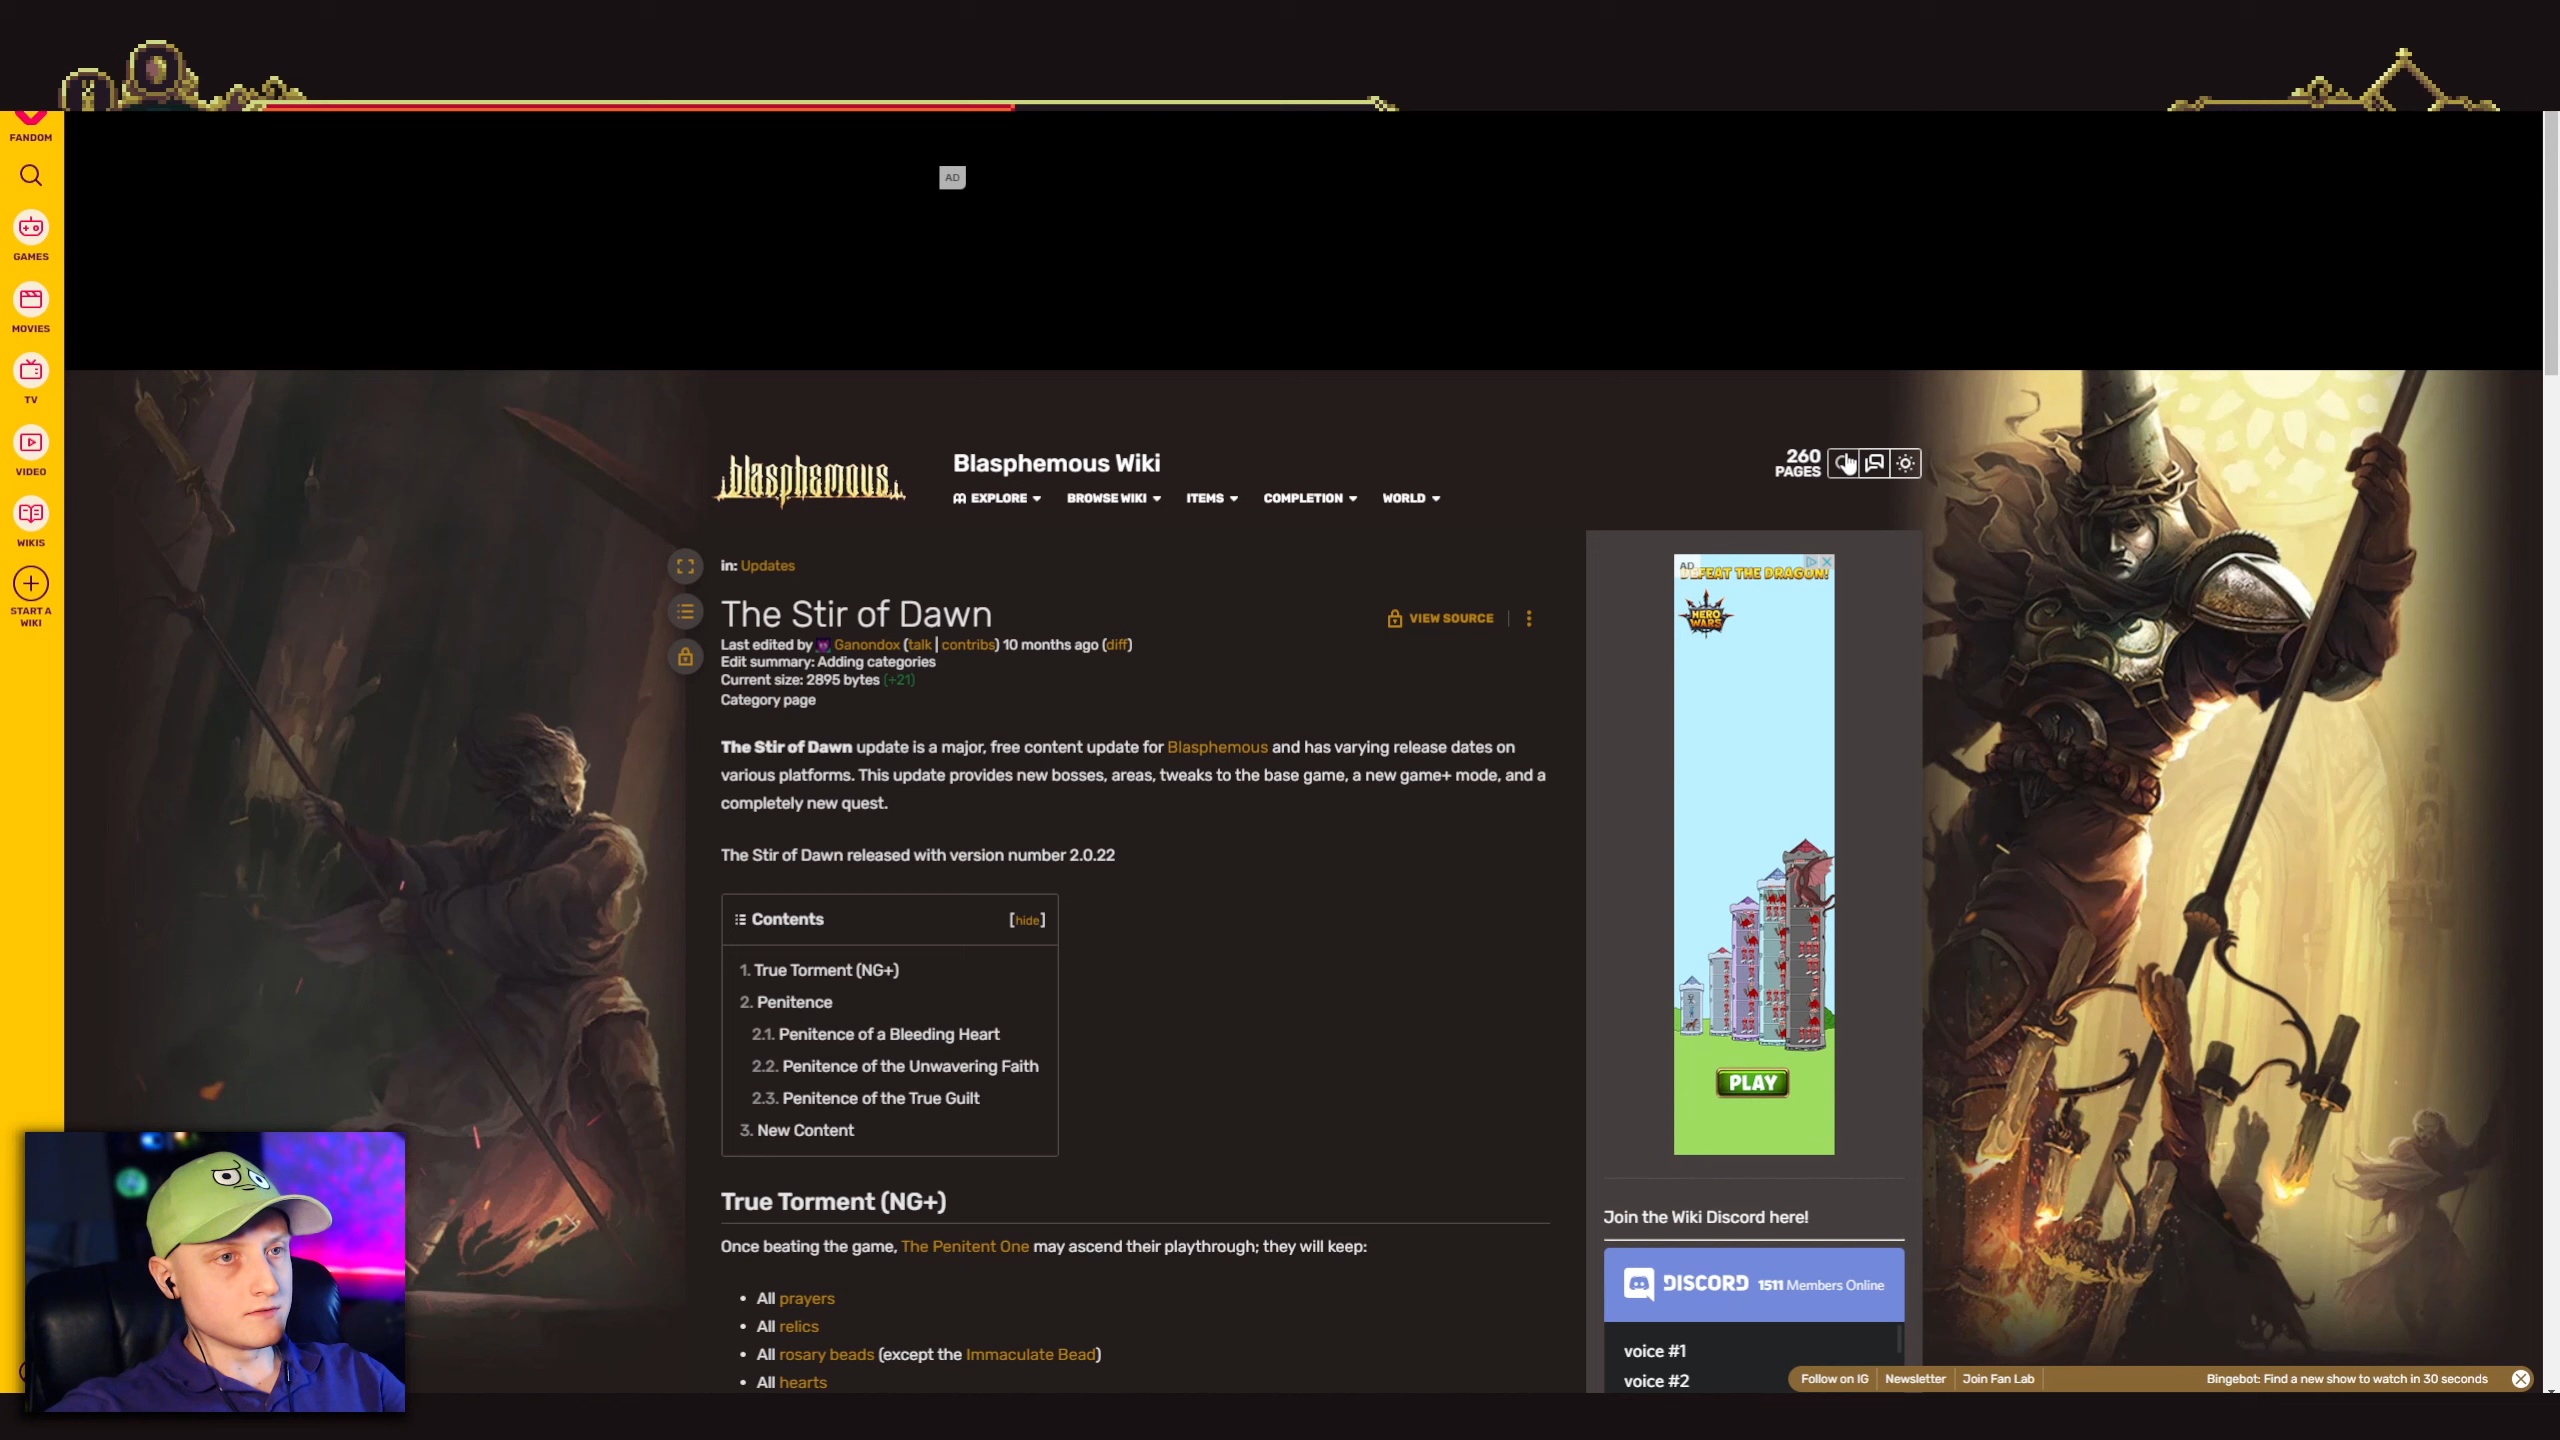 FANDOM
GAMES
MOVIES
TV
VIDEO
WIKIS
START A
WIKI
AD
blasphemous
Blasphemous Wiki
EXPLORE
BROWSE WIKI
ITEMS
COMPLETION
WORLD
260
PAGES
in: Updates
The Stir of Dawn
VIEW SOURCE
Last edited by Ganondox (talk | contribs) 10 months ago (diff)
Edit summary: Adding categories
Current size: 2895 bytes (+21)
Category page
The Stir of Dawn update is a major, free content update for Blasphemous and has varying release dates on
various platforms. This update provides new bosses, areas, tweaks to the base game, a new game+ mode, and a
completely new quest.
The Stir of Dawn released with version number 2.0.22
Contents [hide]
1. True Torment (NG+)
2. Penitence
2.1. Penitence of a Bleeding Heart
2.2. Penitence of the Unwavering Faith
2.3. Penitence of the True Guilt
3. New Content
True Torment (NG+)
Once beating the game, The Penitent One may ascend their playthrough; they will keep:
• All prayers
• All relics
• All rosary beads (except the Immaculate Bead)
• All hearts
AD
DEFEAT THE DRAGON!
HERO
WARS
PLAY
Join the Wiki Discord here!
DISCORD 1511 Members Online
voice #1
voice #2
Follow on IG
Newsletter
Join Fan Lab
Bingebot: Find a new show to watch in 30 seconds